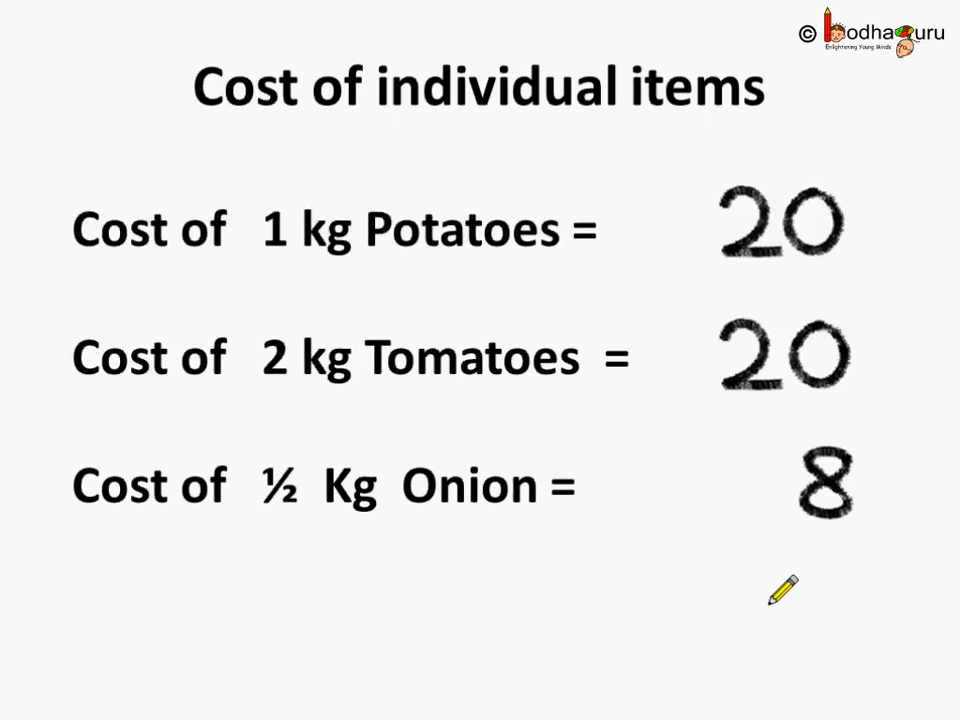 © BodhaGuru
Enlightening Young Minds
Cost of individual items
Cost of 1 kg Potatoes = 20
Cost of 2 kg Tomatoes = 20
Cost of ½ Kg Onion = 8